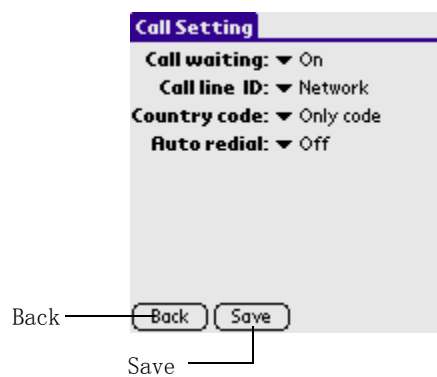 Call Setting
Call waiting: On
Call line ID: Network
Country code: Only code
Auto redial: Off
Back Back Save
Save